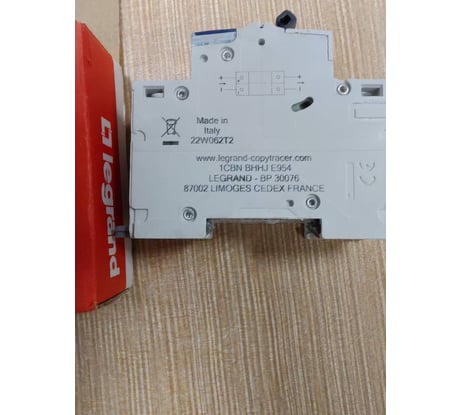 legrand
Made in
Italy
22W062T2
www.legrand-copytracer.com
1CBN BHHJ E954
LEGRAND - BP 30076
87002 LIMOGES CEDEX FRANCE
CE